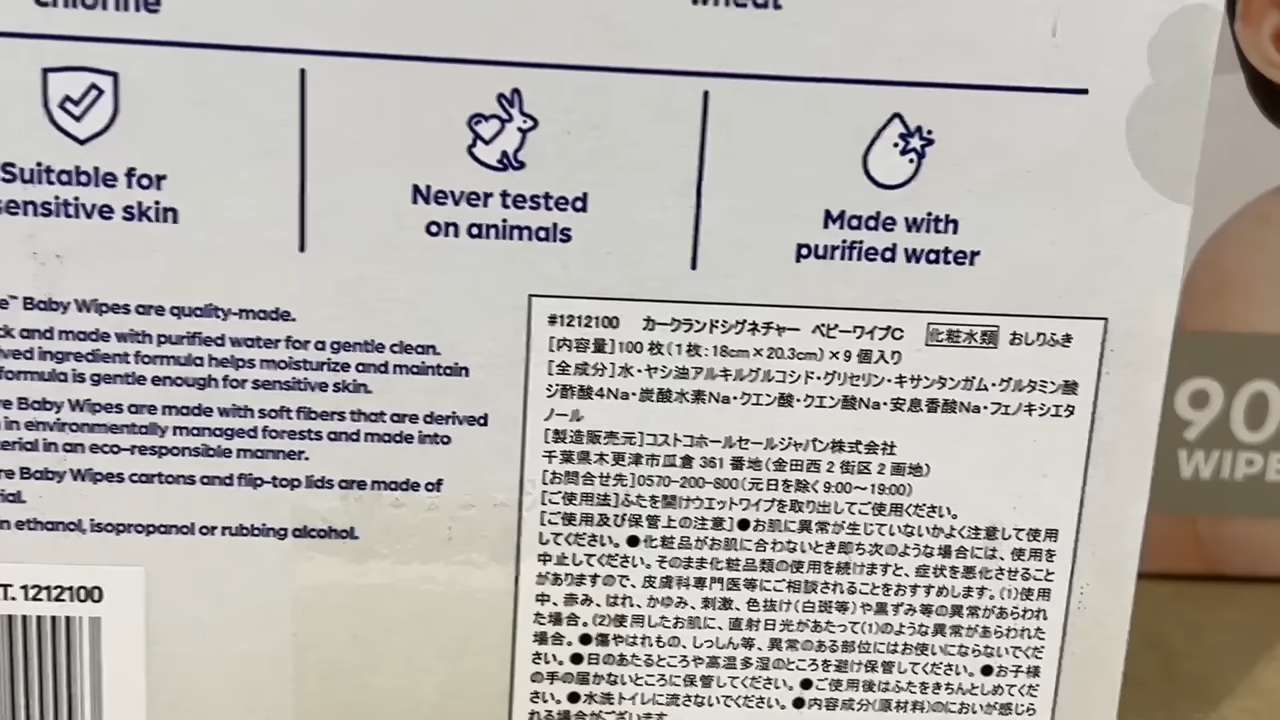 chlorine
wheat
Suitable for
sensitive skin
Never tested
on animals
Made with
purified water
Baby Wipes are quality-made.
and made with purified water for a gentle clean.
ingredient formula helps moisturize and maintain
formula is gentle enough for sensitive skin.
Baby Wipes are made with soft fibers that are derived
in environmentally managed forests and made into
in an eco-responsible manner.
Baby Wipes cartons and flip-top lids are made of
ethanol, isopropanol or rubbing alcohol.
T. 1212100
#1212100 カークランドシグネチャー ベビーワイプC 化粧水類 おしりふき
[内容量]100枚(1枚:18cm×20.3cm)×9個入り
[全成分]水・ヤシ油アルキルグルコシド・グリセリン・キサンタンガム・グルタミン酸
ジ酢酸4Na・炭酸水素Na・クエン酸・クエン酸Na・安息香酸Na・フェノキシエタ
ノール
[製造販売元]コストコホールセールジャパン株式会社
千葉県木更津市瓜倉361番地(金田西2街区2画地)
[お問合せ先]0570-200-800(元日を除く9:00~19:00)
[ご使用法]ふたを開けウエットワイプを取り出してご使用ください。
[ご使用及び保管上の注意]●お肌に異常が生じていないかよく注意して使用
してください。●化粧品がお肌に合わないとき即ち次のような場合には、使用を
中止してください。そのまま化粧品類の使用を続けますと、症状を悪化させること
がありますので、皮膚科専門医等にご相談されることをおすすめします。(1)使用
中、赤み、はれ、かゆみ、刺激、色抜け(白斑等)や黒ずみ等の異常があらわれ
た場合。(2)使用したお肌に、直射日光があたって(1)のような異常があらわれた
場合。●傷やはれもの、しっしん等、異常のある部位にはお使いにならないでくだ
さい。●日のあたるところや高温多湿のところを避け保管してください。●お子様
の手の届かないところに保管してください。●ご使用後はふたをきちんとしめてくだ
さい。●水洗トイレに流さないでください。●内容成分(原材料)のにおいが感じら
れる場合がございます
90
WIPE